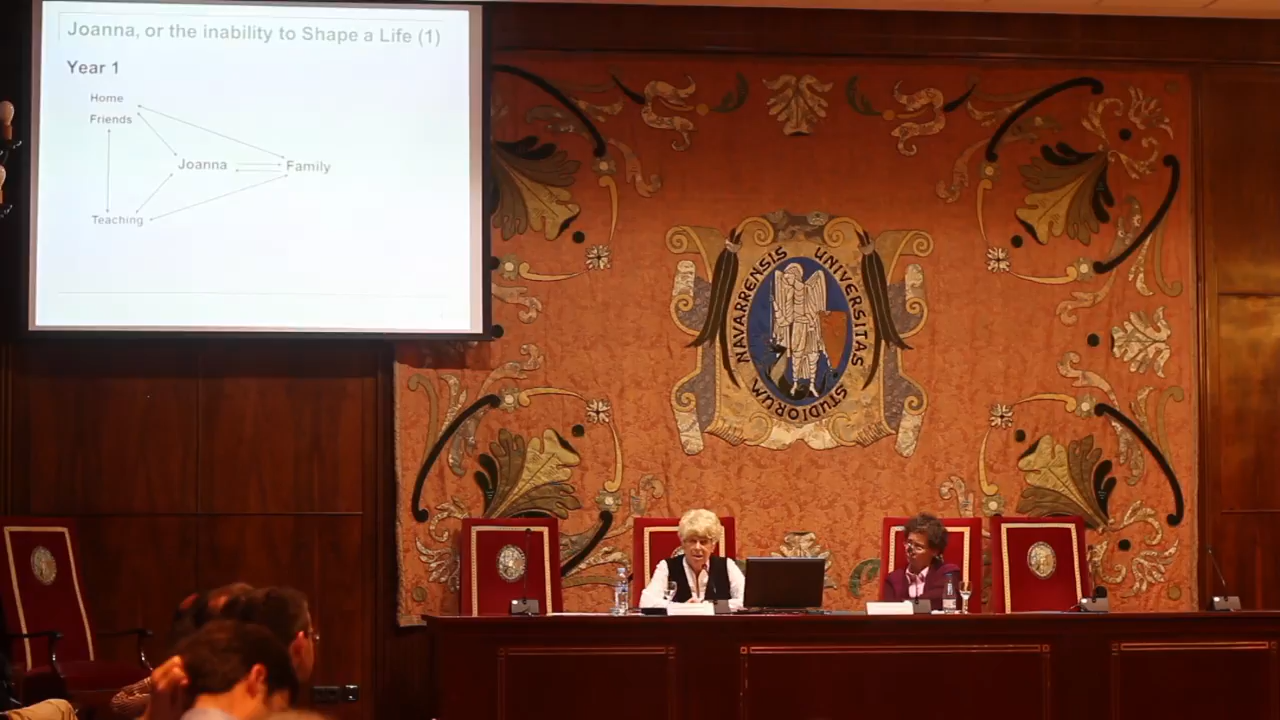 Joanna, or the inability to Shape a Life (1)
Year 1
Home
Friends
Joanna
Family
Teaching
UNIVERSITAS
STUDIORUM
NAVARRENSIS